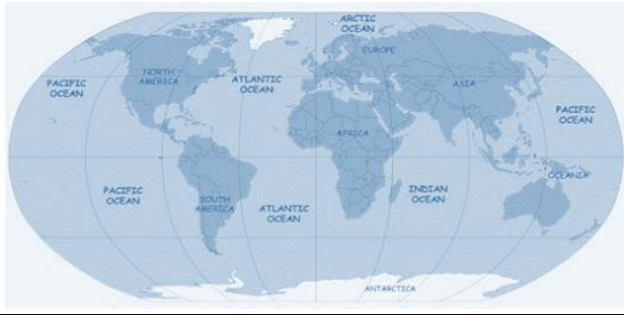 ARCTIC
OCEAN
EUROPE
NORTH
AMERICA
ASIA
PACIFIC
OCEAN
ATLANTIC
OCEAN
PACIFIC
OCEAN
AFRICA
OCEANIA
PACIFIC
OCEAN
SOUTH
AMERICA
ATLANTIC
OCEAN
INDIAN
OCEAN
ANTARCTICA